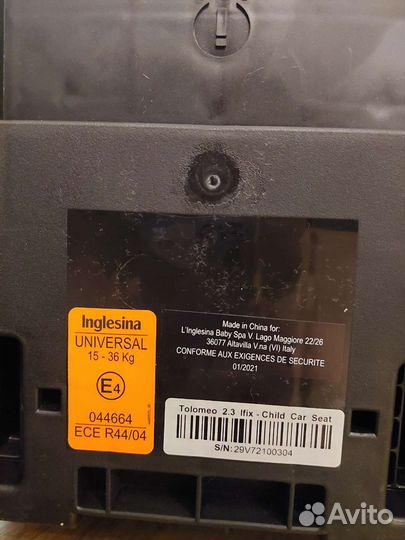 Inglesina
UNIVERSAL
15 - 36 Kg
E4
044664
ECE R44/04
Made in China for:
L'Inglesina Baby Spa V. Lago Maggiore 22/26
36077 Altavilla V.na (VI) Italy
CONFORME AUX EXIGENCES DE SECURITE
01/2021
Tolomeo 2.3 Ifix - Child Car Seat
S/N: 29V72100304
Avito